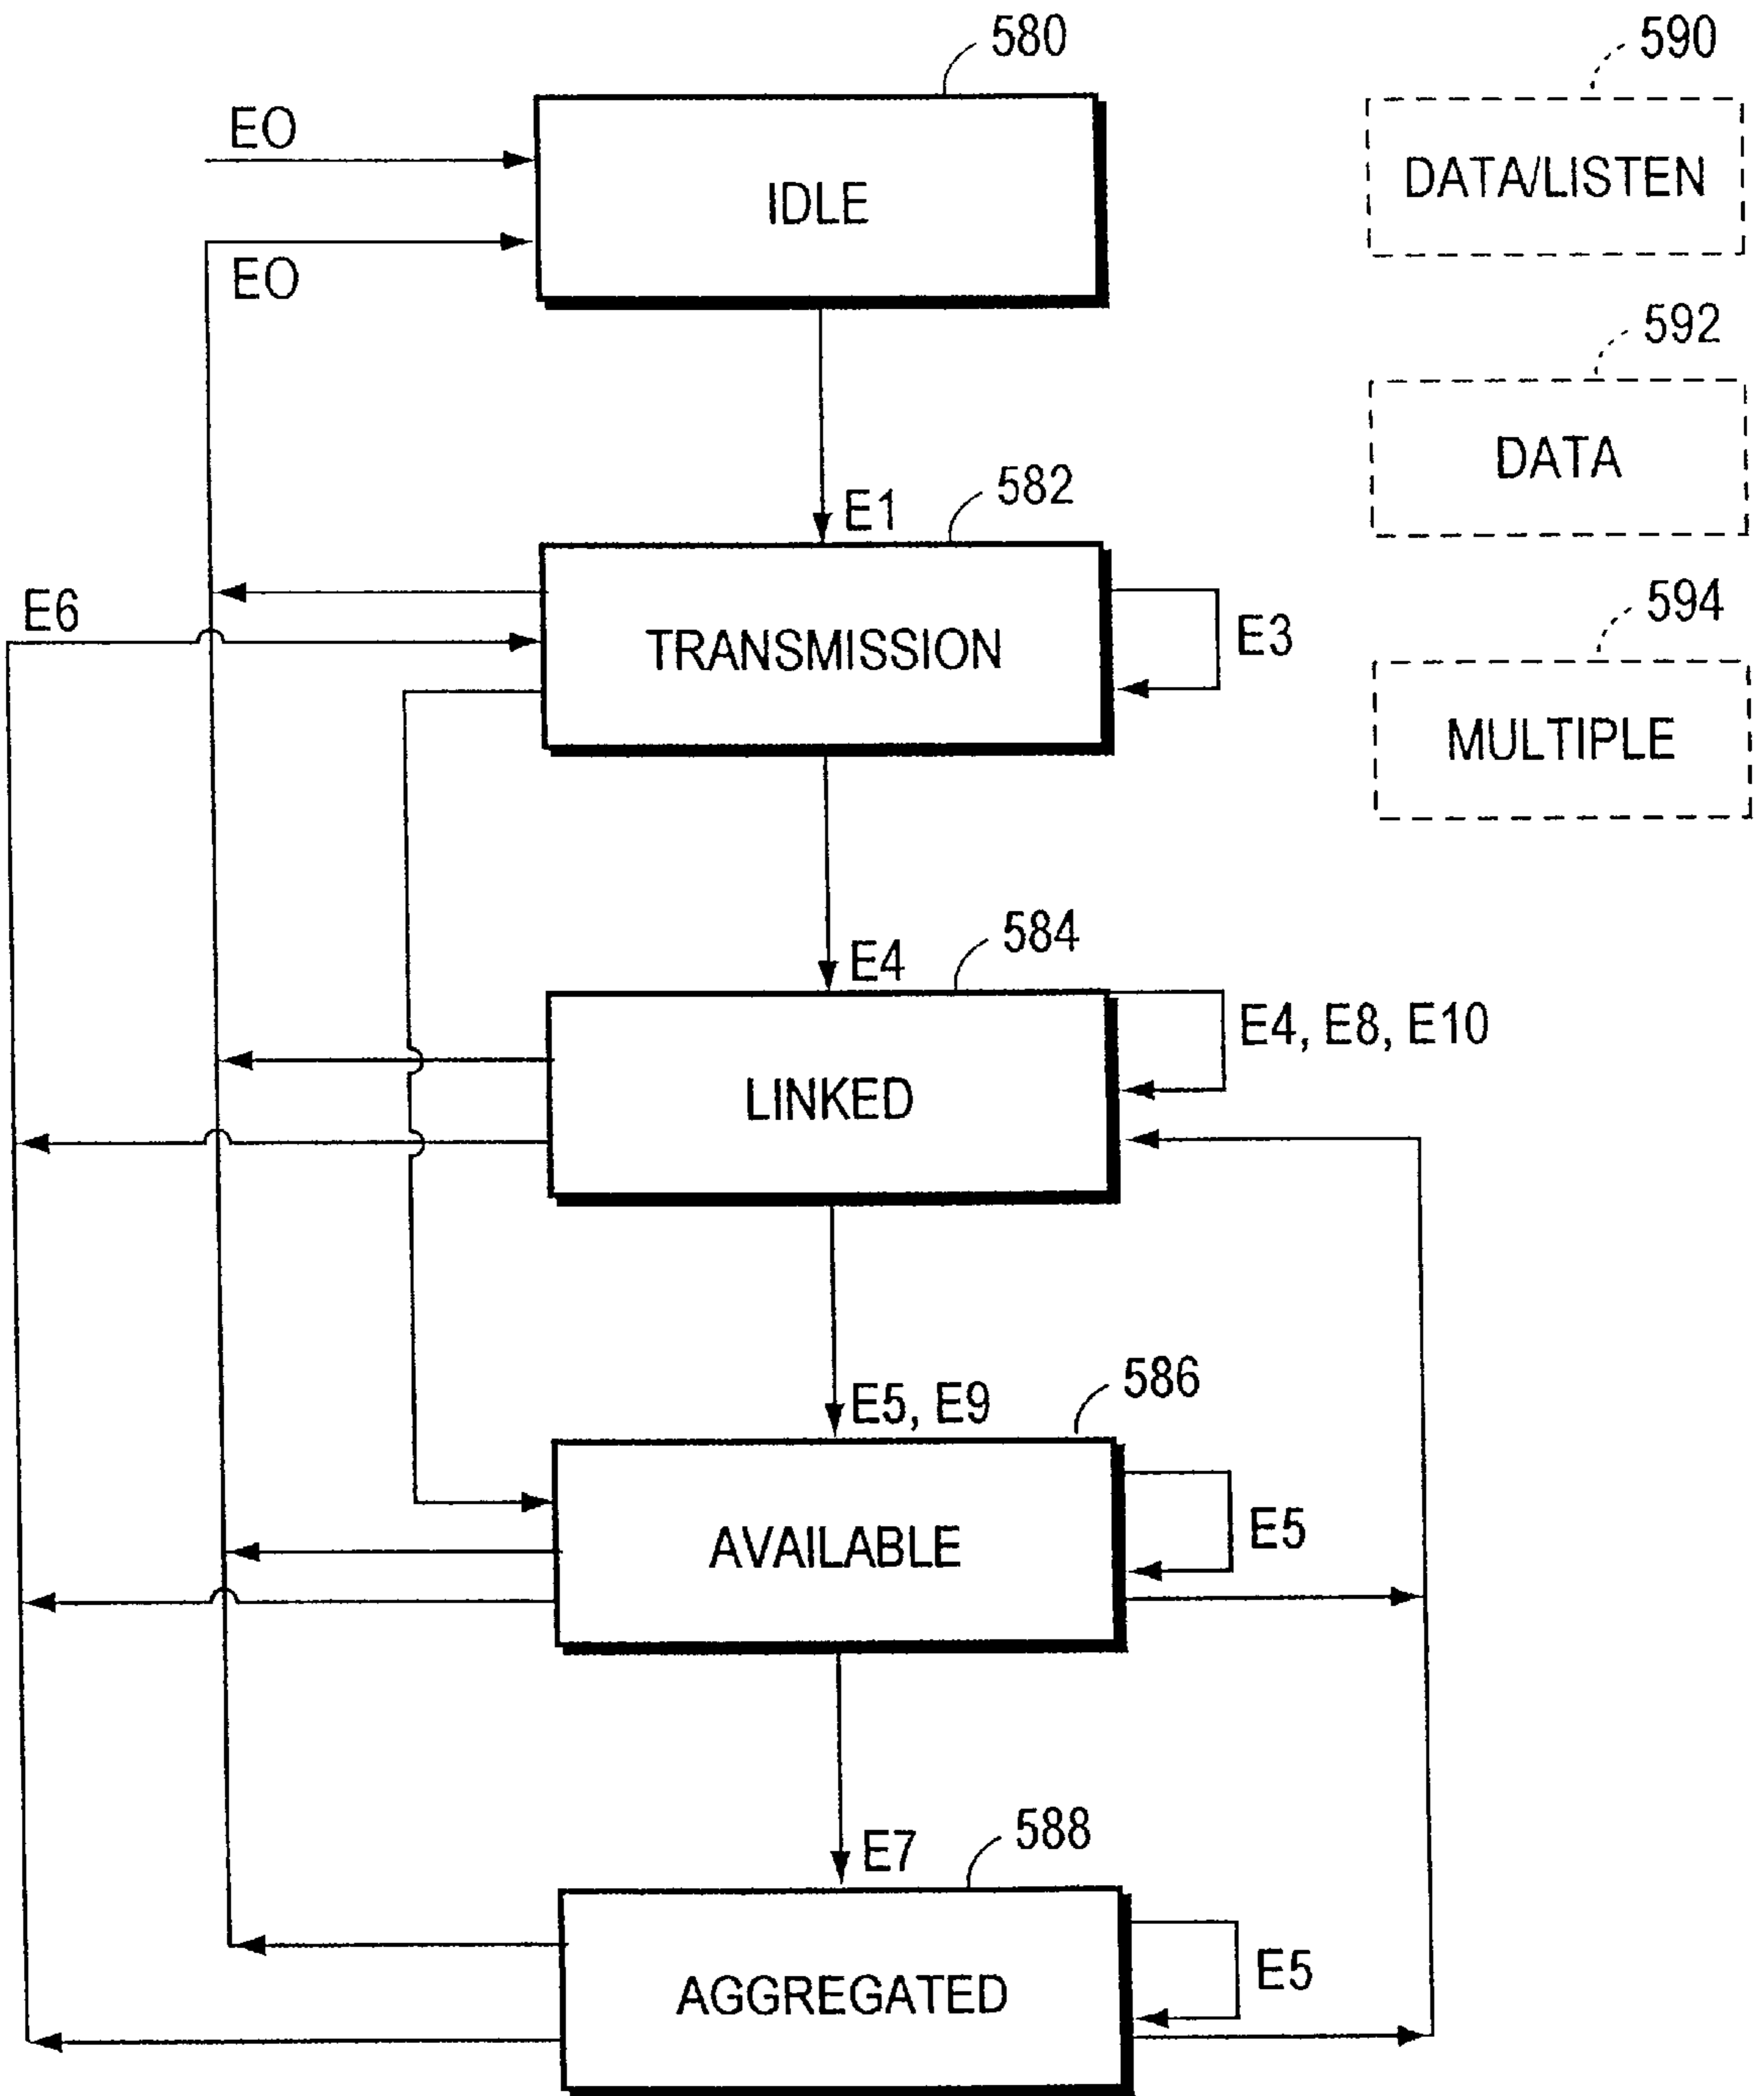 580
590
EO
DATA/LISTEN
IDLE
EO
592
DATA
582
E1
594
E6
TRANSMISSION
E3
MULTIPLE
584
E4
E4, E8, E10
LINKED
586
E5, E9
AVAILABLE
E5
588
E7
AGGREGATED
E5